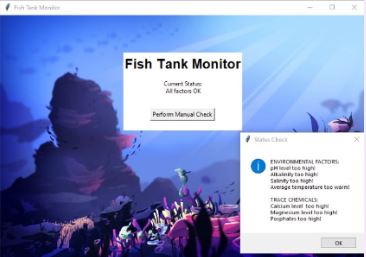 Fish Tank Monitor
Fish Tank Monitor
Current Status:
All factors OK
Perform Manual Check
Status Check
ENVIRONMENTAL FACTORS:
pH level too high!
Alkalinity too high!
Salinity too high!
Average temperature too warm!
TRACE CHEMICALS:
Calcium level too high!
Magnesium level too high!
Phosphates too high!
OK